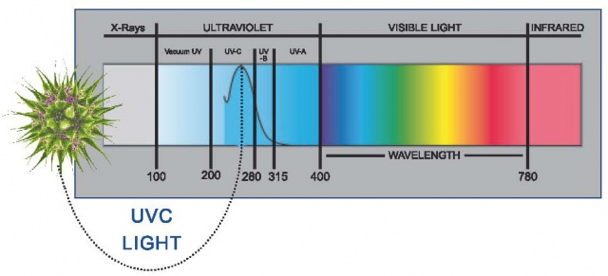 X-Rays ULTRAVIOLET VISIBLE LIGHT INFRARED
Vacuum UV UV-C UV-B UV-A
WAVELENGTH
100 200 280 315 400 780
UVC
LIGHT